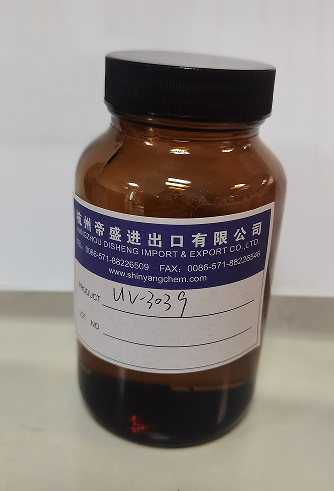 杭州帝盛进出口有限公司
HANGZHOU DISHENG IMPORT & EXPORT CO.,LTD
TEL: 0086-571-88226509 FAX: 0086-571-88226546
www.shinyangchem.com
PRODUCT UV-3039
LOT NO